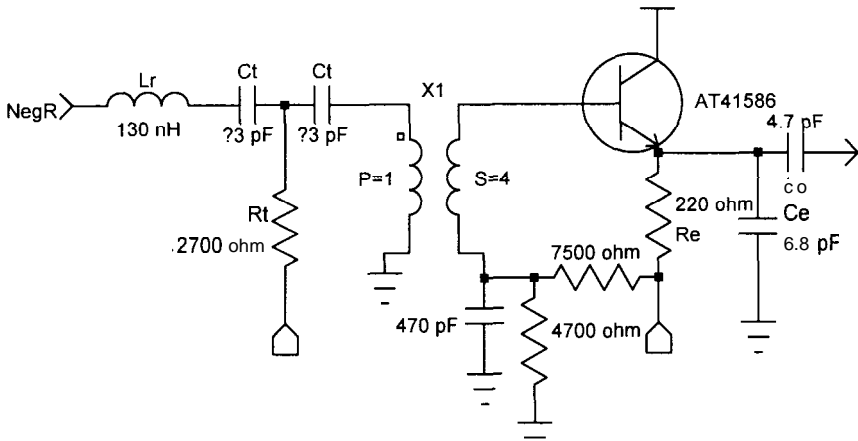 Lr
Ct
Ct
X1
AT41586
NegR
130 nH
?3 pF
?3 pF
4.7 pF
co
P=1
S=4
Rt
2700 ohm
220 ohm
Re
Ce
6.8 pF
7500 ohm
470 pF
4700 ohm